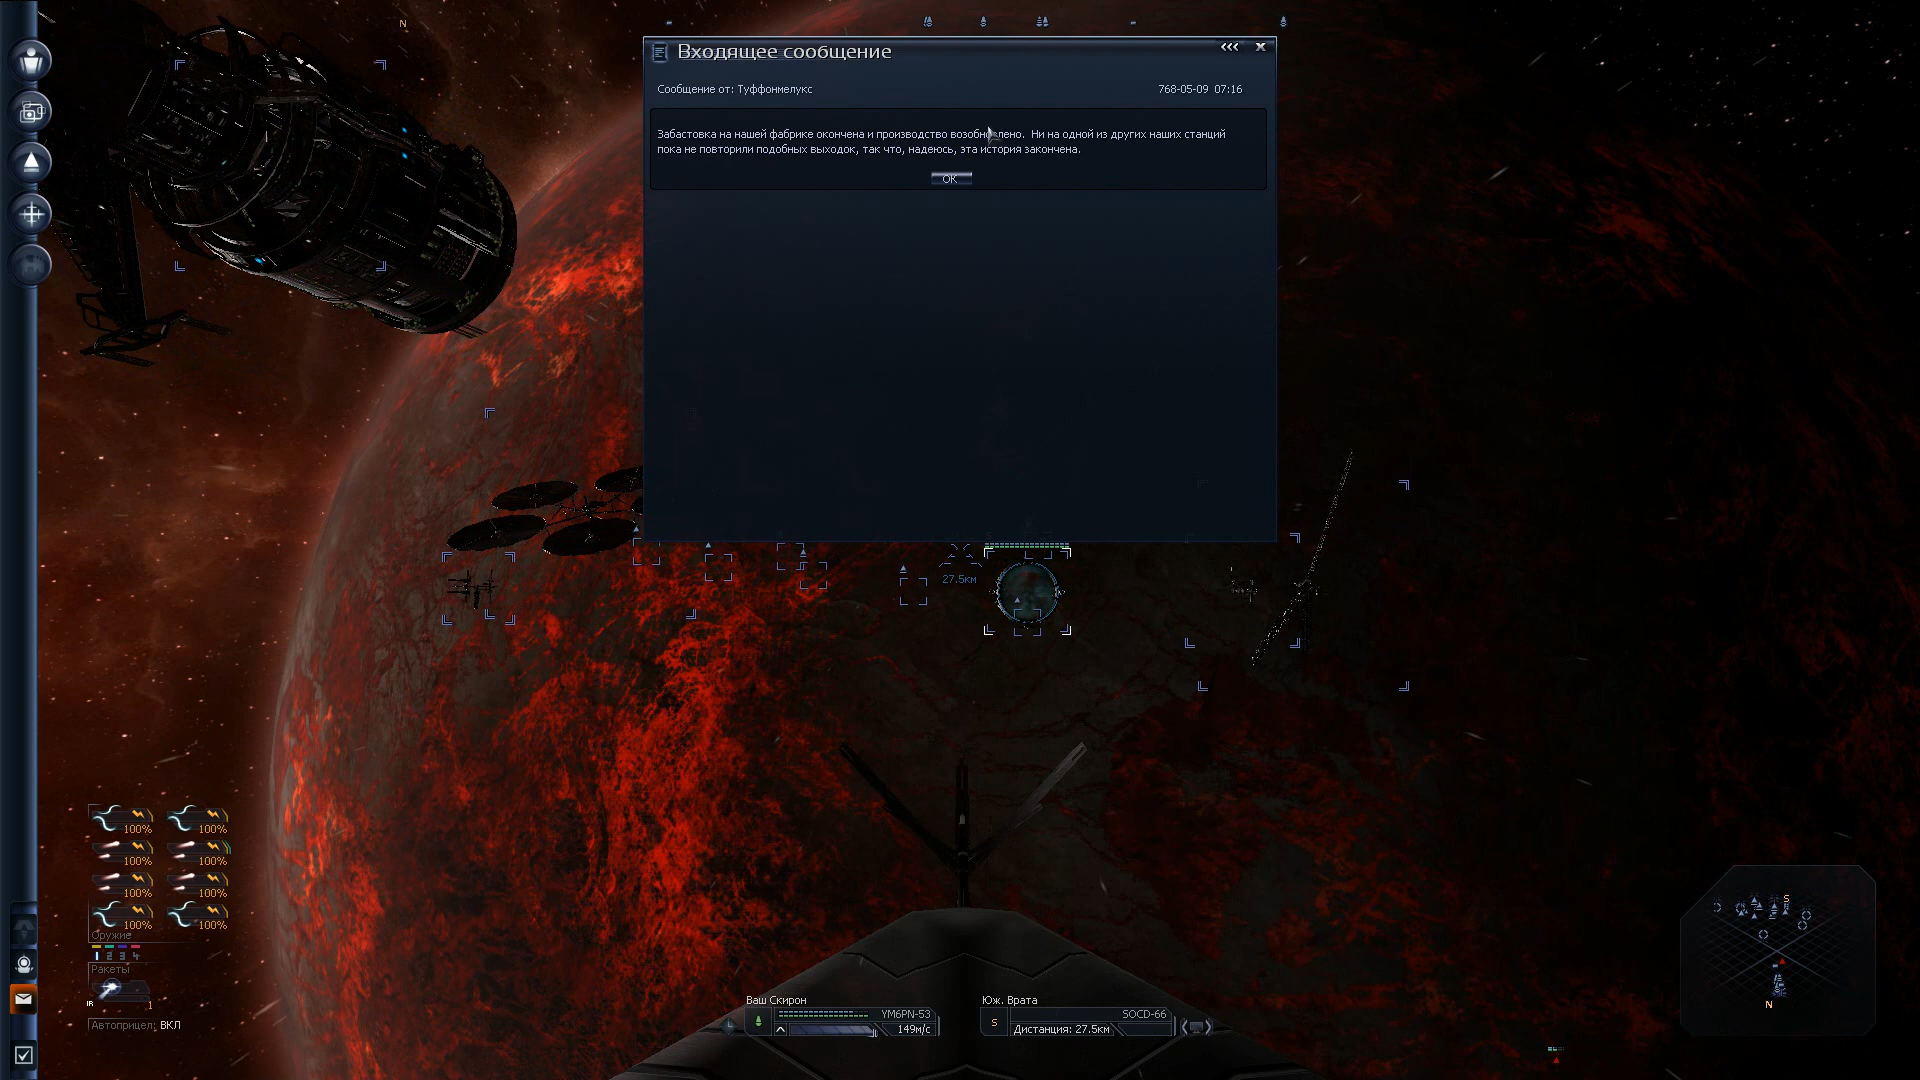 N
Входящее сообщение
Сообщение от: Туффонмелукс
768-05-09 07:16
Забастовка на нашей фабрике окончена и производство возобновлено. Ни на одной из других наших станций
пока не повторили подобных выходок, так что, надеюсь, эта история закончена.
OK
27.5км
100% 100%
100% 100%
100% 100%
100% 100%
Оружие
1 2 3 4
Ракеты
IR 1
Автоприцел: ВКЛ
Ваш Скирон
YM6PN-53
149м/с
Юж. Врата
S
SOCD-66
Дистанция: 27.5км
S
N